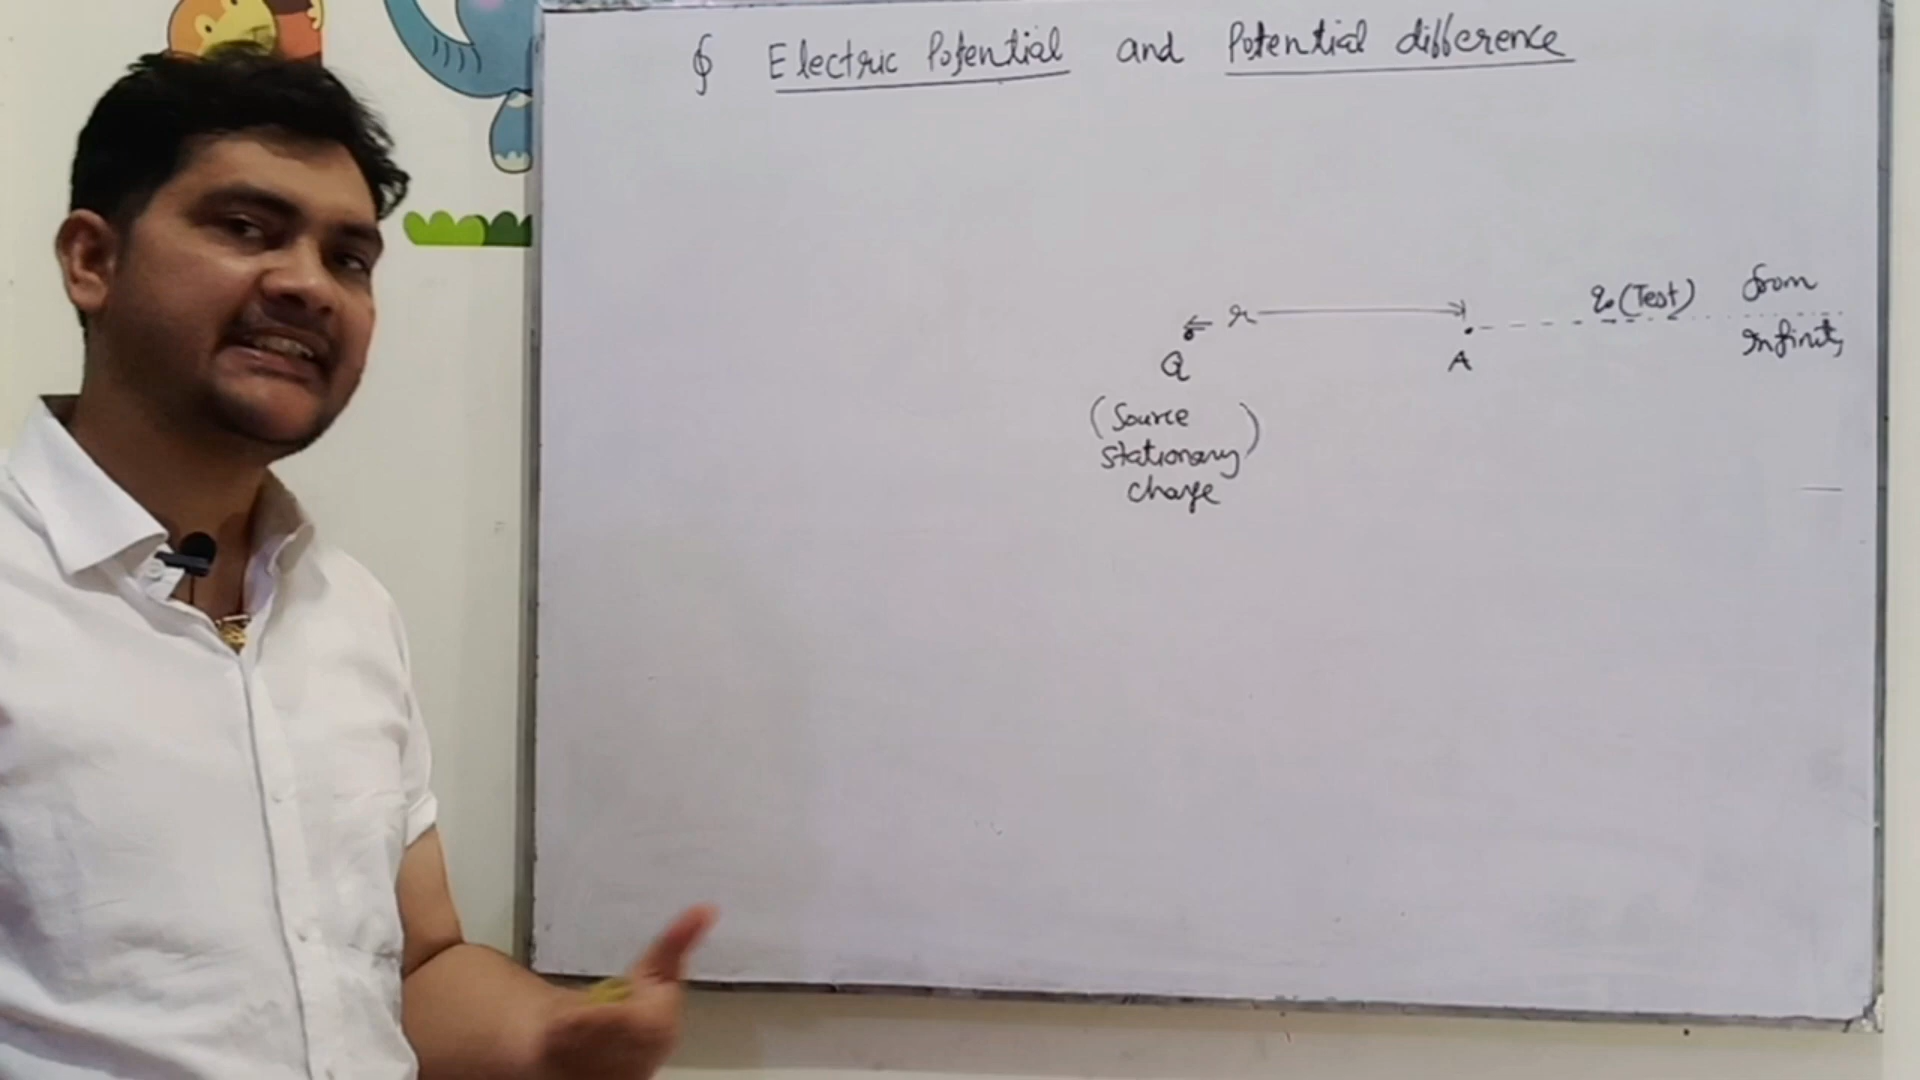 § Electric Potential and Potential difference
r
q₀ (Test) from
infinity
Q
A
(Source
stationary)
charge